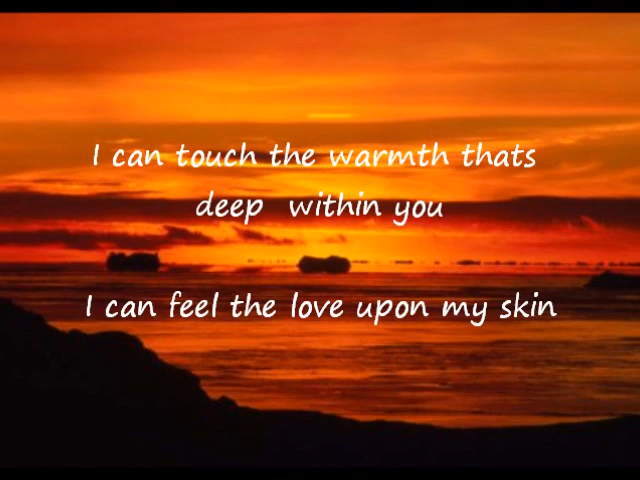 I can touch the warmth thats
deep within you
I can feel the love upon my skin